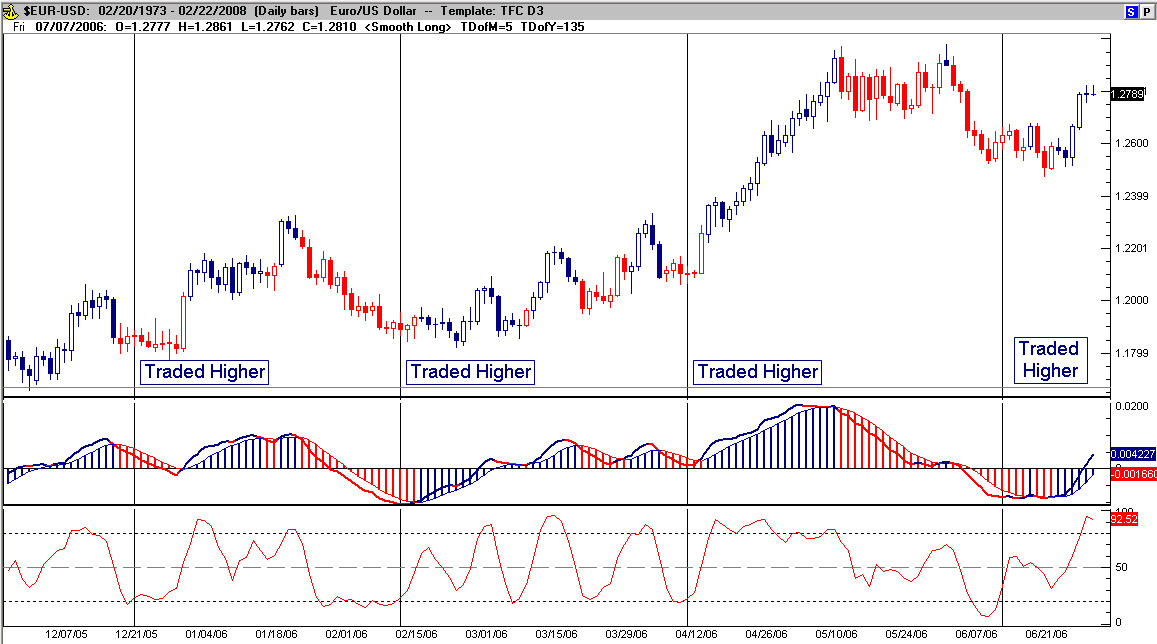 $EUR-USD: 02/20/1973 - 02/22/2008 (Daily bars) Euro/US Dollar -- Template: TFC D3
S P
Fri 07/07/2006: O=1.2777 H=1.2861 L=1.2762 C=1.2810 <Smooth Long> TDofM=5 TDofY=135
1.2789
1.2600
1.2399
1.2201
1.2000
1.1799
Traded Higher
Traded Higher
Traded Higher
Traded
Higher
0.0200
0.004227
-0.001660
100
92.52
50
0
12/07/05 12/21/05 01/04/06 01/18/06 02/01/06 02/15/06 03/01/06 03/15/06 03/29/06 04/12/06 04/26/06 05/10/06 05/24/06 06/07/06 06/21/06